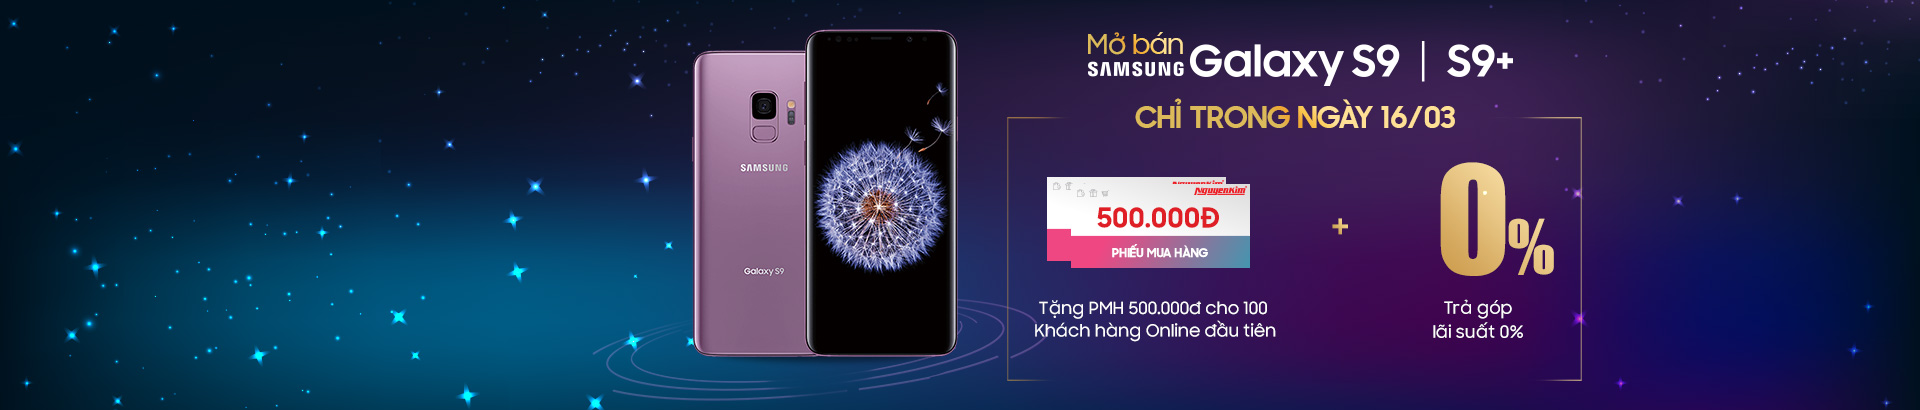 Mở bán
SAMSUNG Galaxy S9 | S9+
CHỈ TRONG NGÀY 16/03
SAMSUNG
Galaxy S9
NguyenKim
500.000Đ
PHIẾU MUA HÀNG
+
0%
Tặng PMH 500.000đ cho 100
Khách hàng Online đầu tiên
Trả góp
lãi suất 0%